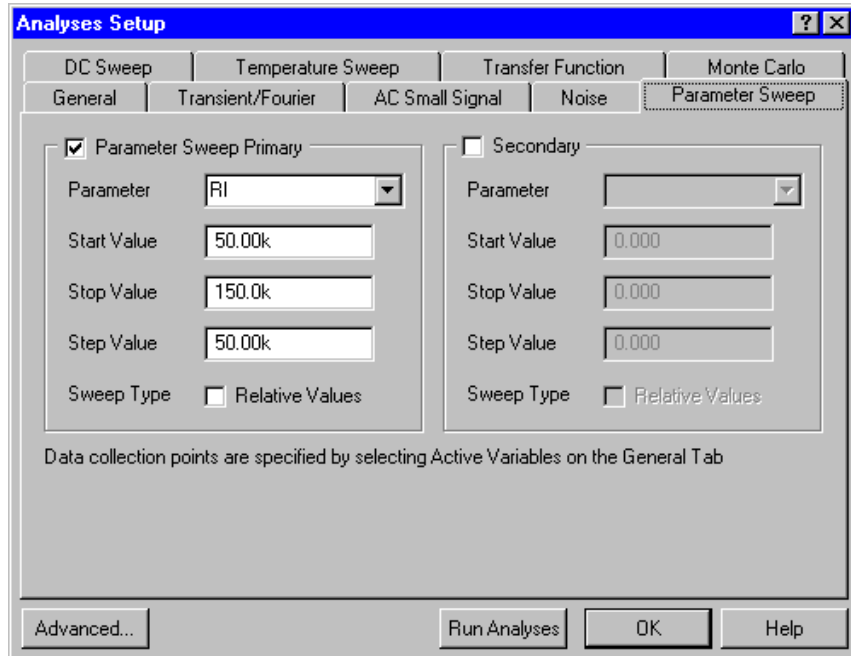 Analyses Setup
DC Sweep Temperature Sweep Transfer Function Monte Carlo
General Transient/Fourier AC Small Signal Noise Parameter Sweep
Parameter Sweep Primary
Parameter RI
Start Value 50.00k
Stop Value 150.0k
Step Value 50.00k
Sweep Type Relative Values
Secondary
Parameter
Start Value 0.000
Stop Value 0.000
Step Value 0.000
Sweep Type Relative Values
Data collection points are specified by selecting Active Variables on the General Tab
Advanced... Run Analyses OK Help